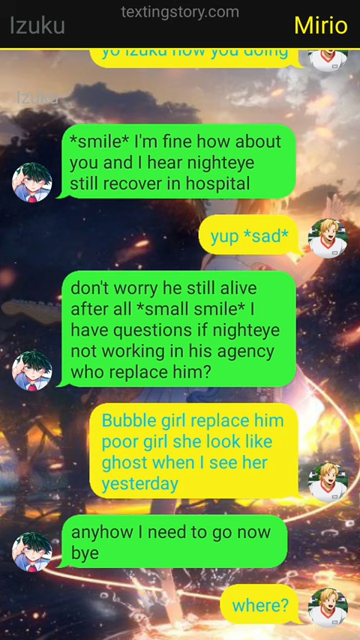 textingstory.com
Izuku
Mirio
yo Izuku how you doing
Izuku
*smile* I'm fine how about
you and I hear nighteye
still recover in hospital
yup *sad*
don't worry he still alive
after all *small smile* I
have questions if nighteye
not working in his agency
who replace him?
Bubble girl replace him
poor girl she look like
ghost when I see her
yesterday
anyhow I need to go now
bye
where?